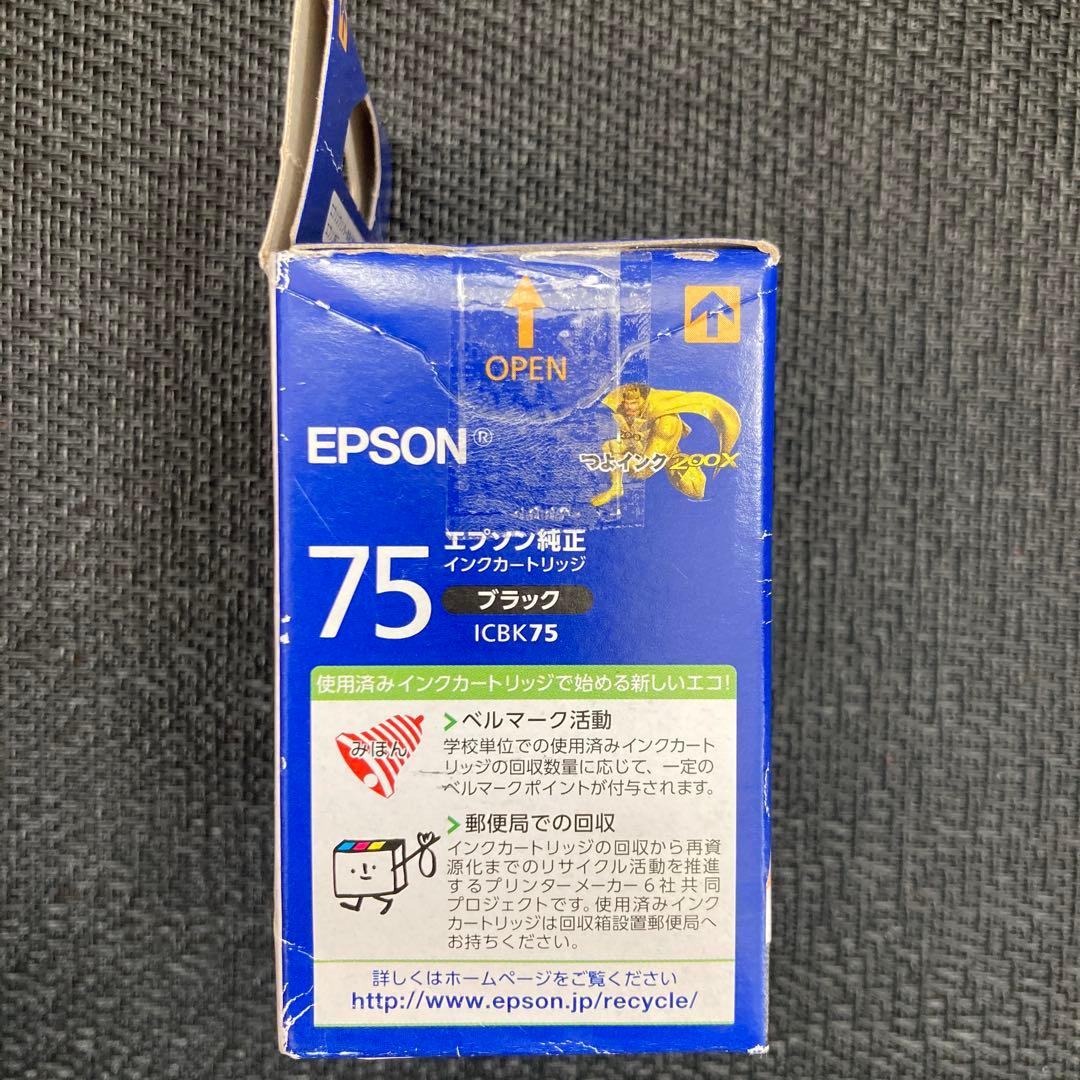 OPEN
EPSON®
つよインク200X
75
エプソン純正
インクカートリッジ
ブラック
ICBK75
使用済みインクカートリッジで始める新しいエコ!
みほん
ベルマーク活動
学校単位での使用済みインクカート
リッジの回収数量に応じて、一定の
ベルマークポイントが付与されます。
郵便局での回収
インクカートリッジの回収から再資
源化までのリサイクル活動を推進
するプリンターメーカー6社共同
プロジェクトです。使用済みインク
カートリッジは回収箱設置郵便局へ
お持ちください。
詳しくはホームページをご覧ください
http://www.epson.jp/recycle/